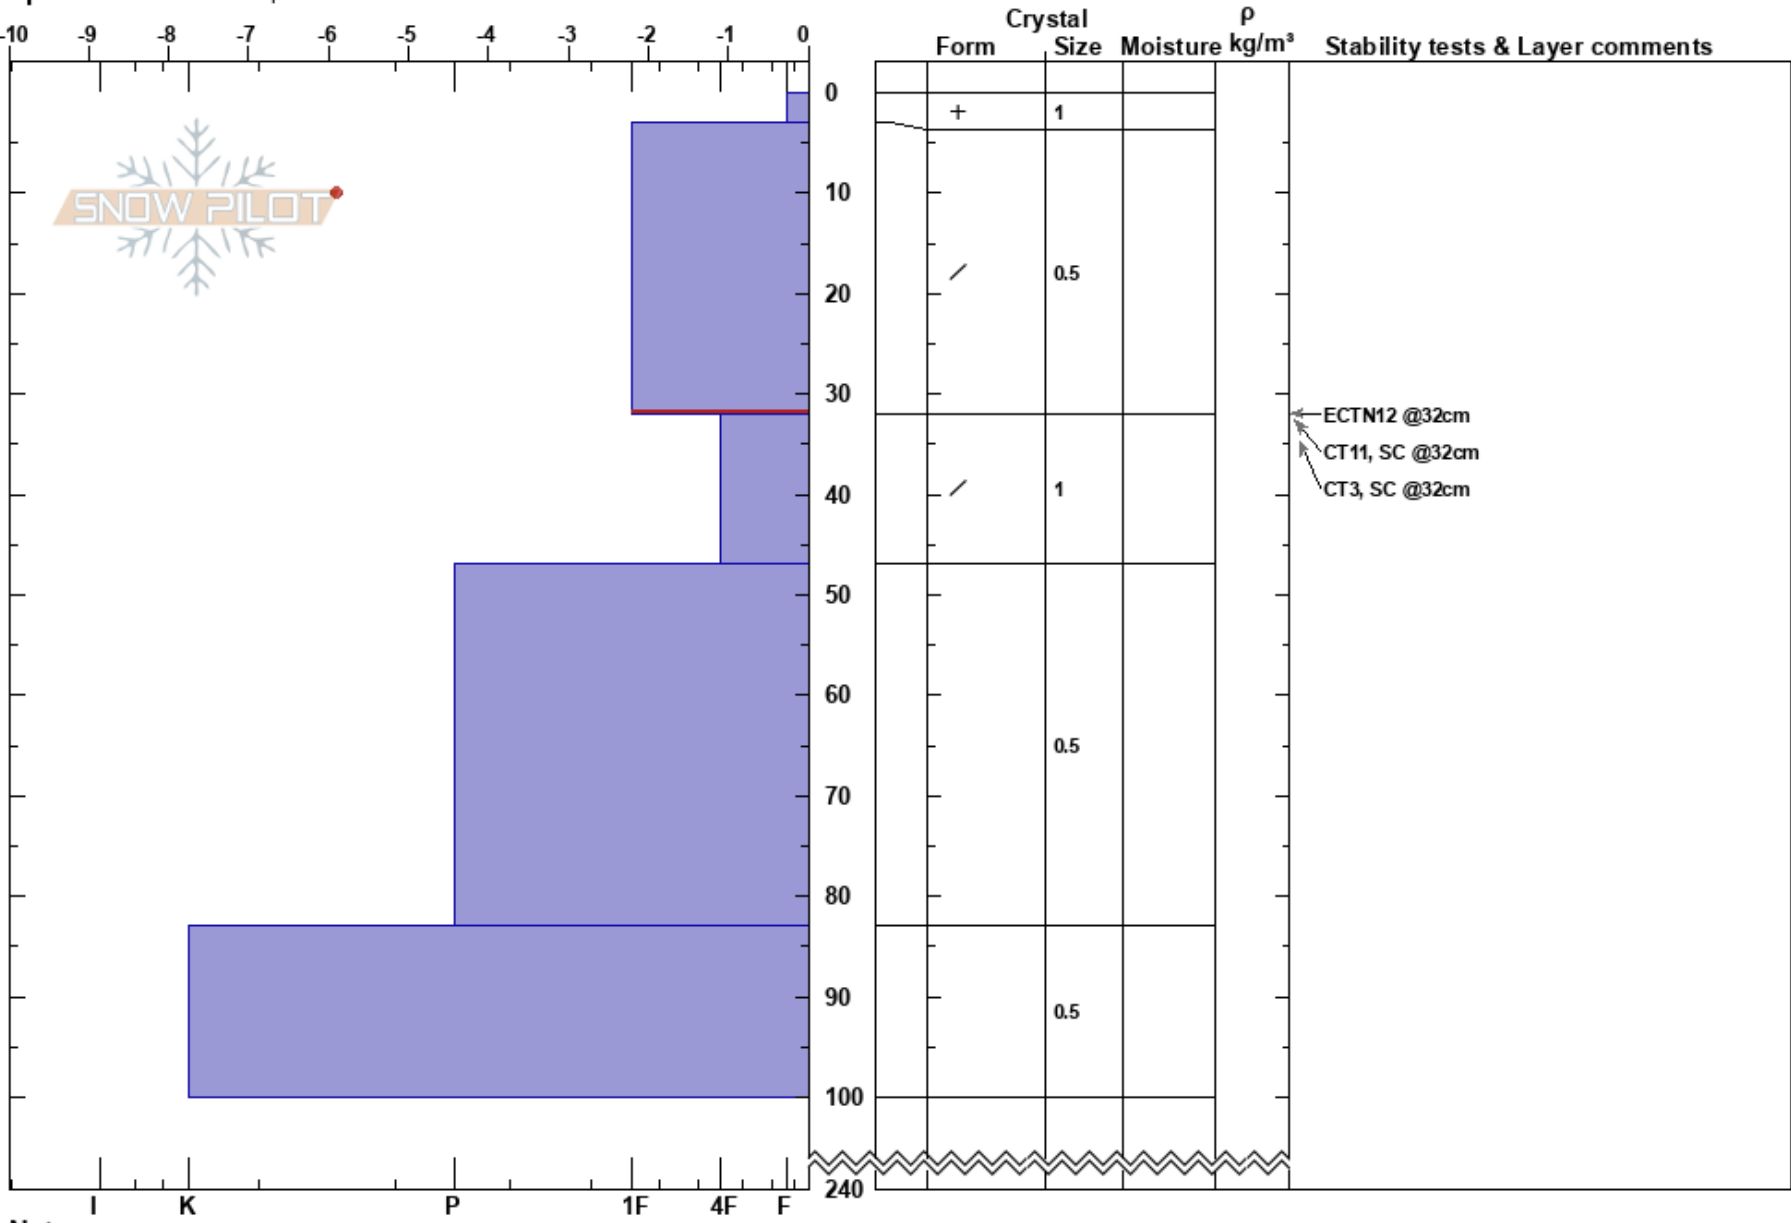 Crystal ρ
-10 -9 -8 -7 -6 -5 -4 -3 -2 -1 0 Form Size Moisture kg/m³ Stability tests & Layer comments
0
+ 1
SNOW PILOT 10
0.5
20
30
ECTN12 @32cm
CT11, SC @32cm
40 1 CT3, SC @32cm
50
60
0.5
70
80
90
0.5
100
240
I K P 1F 4F F